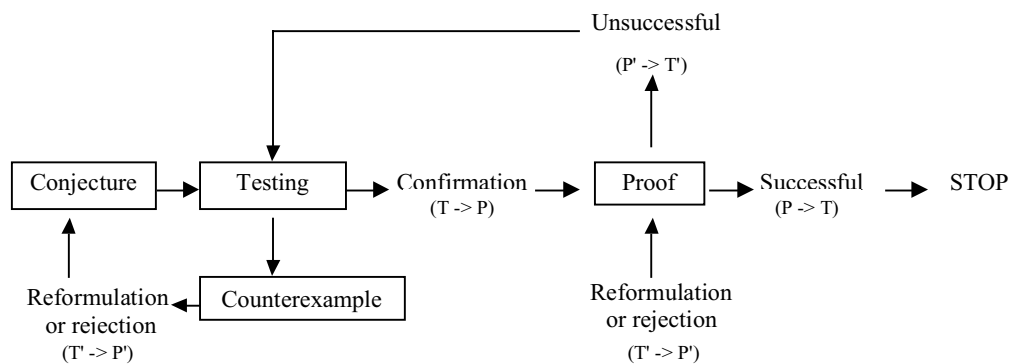 Unsuccessful
(P' -> T')
Conjecture
Testing
Confirmation
(T -> P)
Proof
Successful
(P -> T)
STOP
Reformulation
or rejection
(T' -> P')
Counterexample
Reformulation
or rejection
(T' -> P')